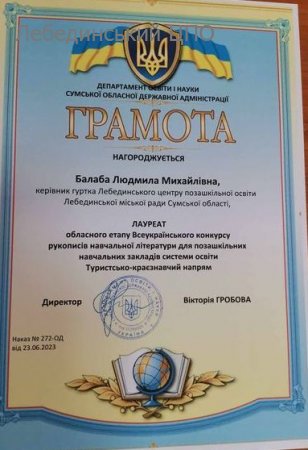 Лебединський ЦПО
ДЕПАРТАМЕНТ ОСВІТИ І НАУКИ
СУМСЬКОЇ ОБЛАСНОЇ ДЕРЖАВНОЇ АДМІНІСТРАЦІЇ
ГРАМОТА
НАГОРОДЖУЄТЬСЯ
Балаба Людмила Михайлівна,
керівник гуртка Лебединського центру позашкільної освіти
Лебединської міської ради Сумської області,
ЛАУРЕАТ
обласного етапу Всеукраїнського конкурсу
рукописів навчальної літератури для позашкільних
навчальних закладів системи освіти
Туристсько-краєзнавчий напрям
Директор Вікторія ГРОБОВА
Наказ № 272-ОД
від 23.06.2023